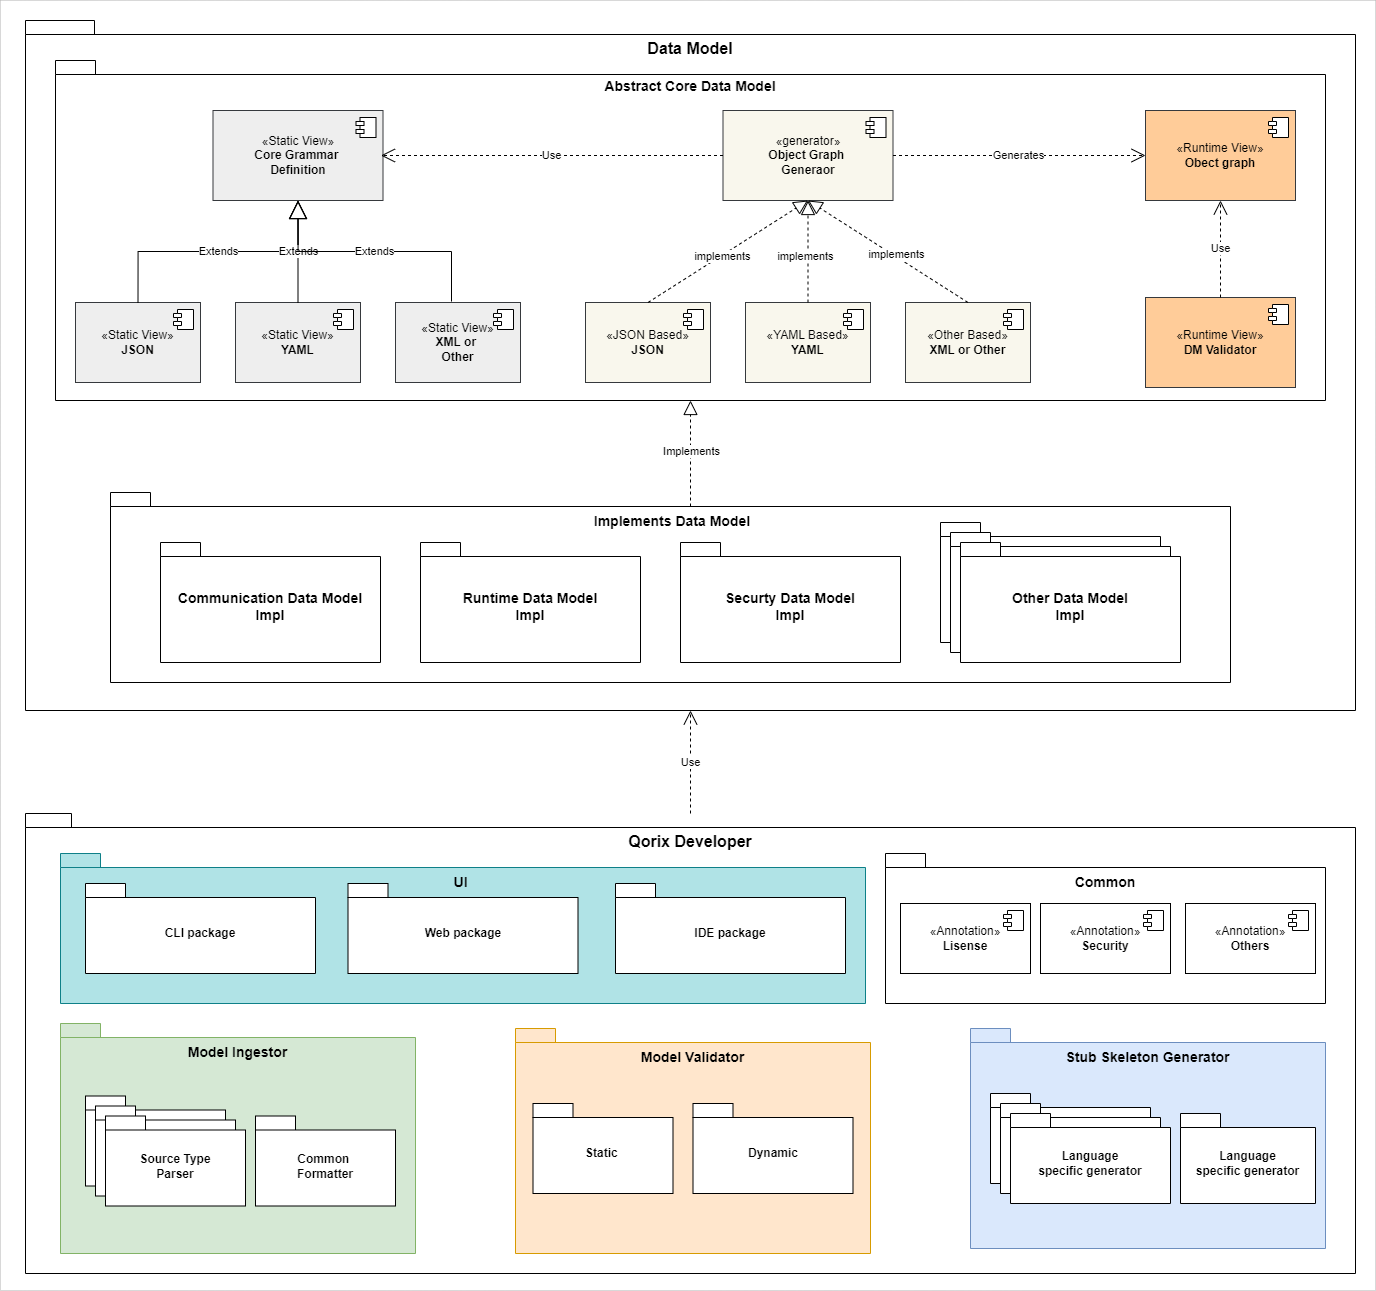 Data Model
Abstract Core Data Model
«Static View»
Core Grammar
Definition
Use
«generator»
Object Graph
Generaor
Generates
«Runtime View»
Obect graph
Extends
Extends
Extends
implements
implements
implements
Use
«Static View»
JSON
«Static View»
YAML
«Static View»
XML or
Other
«JSON Based»
JSON
«YAML Based»
YAML
«Other Based»
XML or Other
«Runtime View»
DM Validator
Implements
Implements Data Model
Communication Data Model
Impl
Runtime Data Model
Impl
Securty Data Model
Impl
Other Data Model
Impl
Use
Qorix Developer
UI
CLI package
Web package
IDE package
Common
«Annotation»
Lisense
«Annotation»
Security
«Annotation»
Others
Model Ingestor
Source Type
Parser
Common
Formatter
Model Validator
Static
Dynamic
Stub Skeleton Generator
Language
specific generator
Language
specific generator